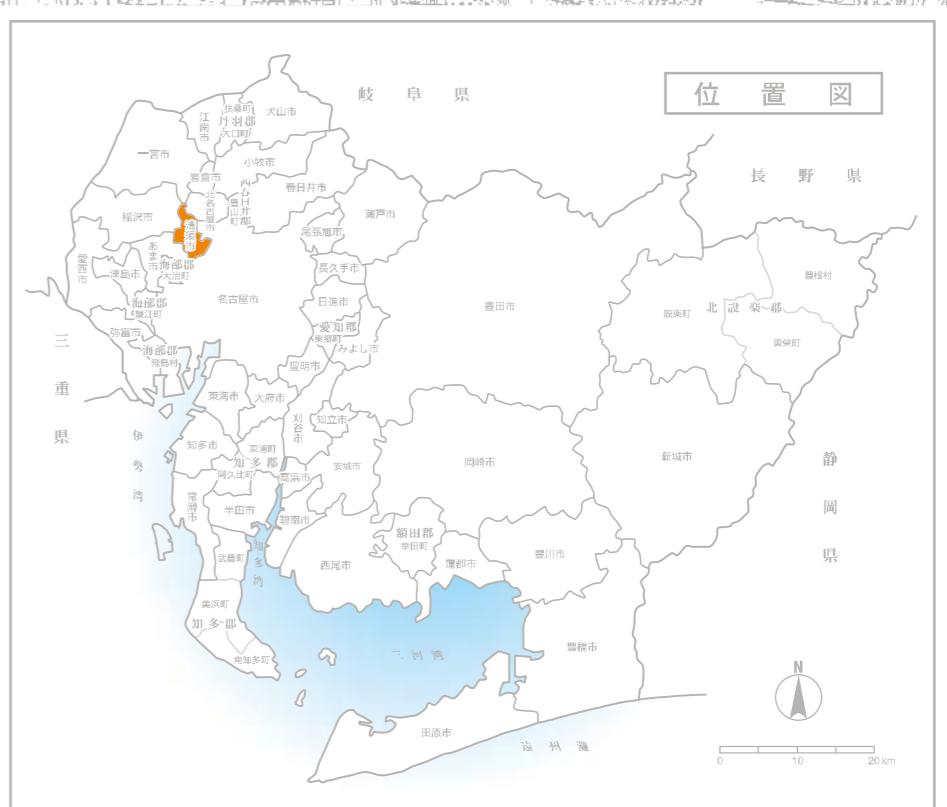 位置図
岐阜県
長野県
静岡県
三重県
伊勢湾
知多湾
三河湾
遠州灘
犬山市
扶桑町
丹羽郡
大口町
江南市
一宮市
小牧市
岩倉市
北名古屋市
西春日井郡
豊山町
春日井市
瀬戸市
稲沢市
清須市
尾張旭市
愛西市
津島市
あま市
海部郡
大治町
長久手市
名古屋市
日進市
海部郡
蟹江町
愛知郡
東郷町
みよし市
豊田市
弥富市
海部郡
飛島村
豊明市
設楽町
北設楽郡
豊根村
東栄町
東海市
大府市
刈谷市
知立市
知多市
東浦町
知多郡
阿久比町
高浜市
安城市
岡崎市
新城市
常滑市
半田市
碧南市
額田郡
幸田町
武豊町
西尾市
蒲郡市
豊川市
美浜町
知多郡
南知多町
豊橋市
田原市
N
0 10 20 km